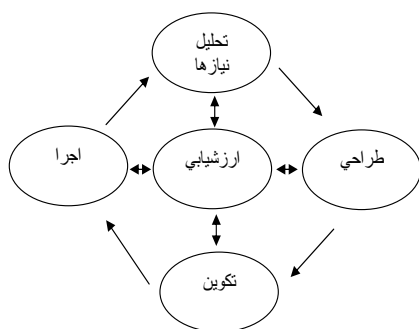 تحليل
نيازها
طراحي
ارزشيابي
اجرا
تكوين